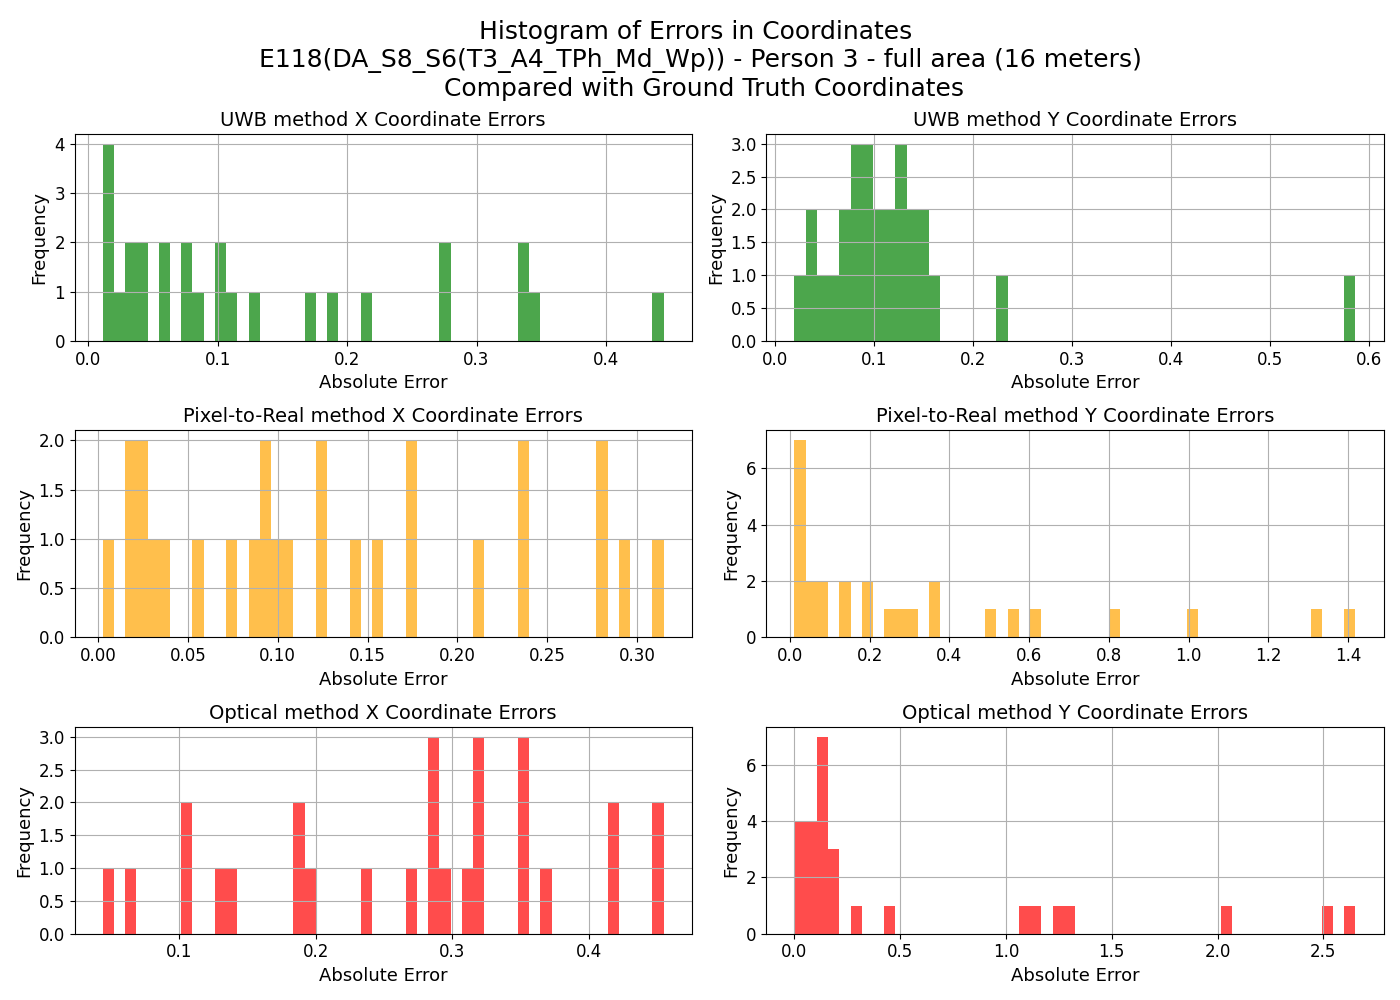 Histogram of Errors in Coordinates
E118(DA_S8_S6(T3_A4_TPh_Md_Wp)) - Person 3 - full area (16 meters)
Compared with Ground Truth Coordinates
UWB method X Coordinate Errors
4
3
2
1
0
Frequency
0.0 0.1 0.2 0.3 0.4
Absolute Error
UWB method Y Coordinate Errors
3.0
2.5
2.0
1.5
1.0
0.5
0.0
Frequency
0.0 0.1 0.2 0.3 0.4 0.5 0.6
Absolute Error
Pixel-to-Real method X Coordinate Errors
2.0
1.5
1.0
0.5
0.0
Frequency
0.00 0.05 0.10 0.15 0.20 0.25 0.30
Absolute Error
Pixel-to-Real method Y Coordinate Errors
6
4
2
0
Frequency
0.0 0.2 0.4 0.6 0.8 1.0 1.2 1.4
Absolute Error
Optical method X Coordinate Errors
3.0
2.5
2.0
1.5
1.0
0.5
0.0
Frequency
0.1 0.2 0.3 0.4
Absolute Error
Optical method Y Coordinate Errors
6
4
2
0
Frequency
0.0 0.5 1.0 1.5 2.0 2.5
Absolute Error